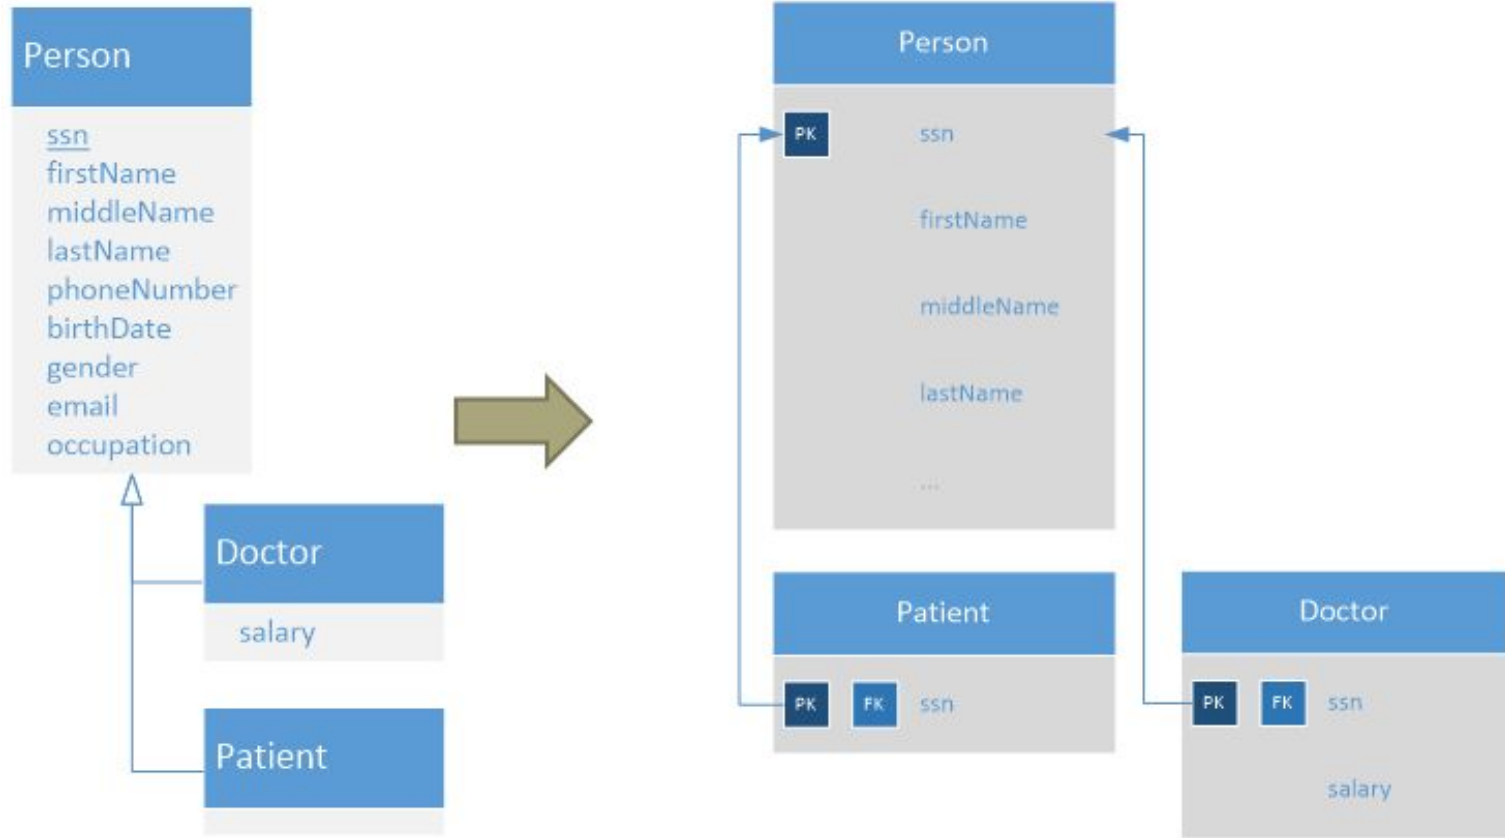 Person
ssn
firstName
middleName
lastName
phoneNumber
birthDate
gender
email
occupation
Doctor
salary
Patient
Person
PK ssn
firstName
middleName
lastName
...
Patient
PK FK ssn
Doctor
PK FK ssn
salary